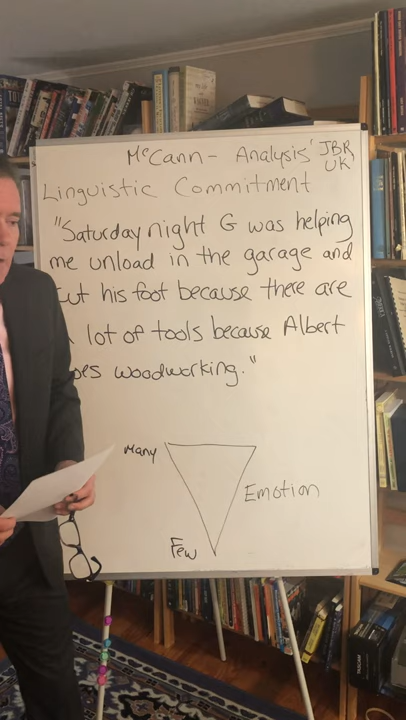 McCann - Analysis' JBR,
UK
Linguistic Commitment
"Saturday night G was helping
me unload in the garage and
cut his foot because there are
lot of tools because Albert
woodworking."
Many
Emotion
Few
TASCAM